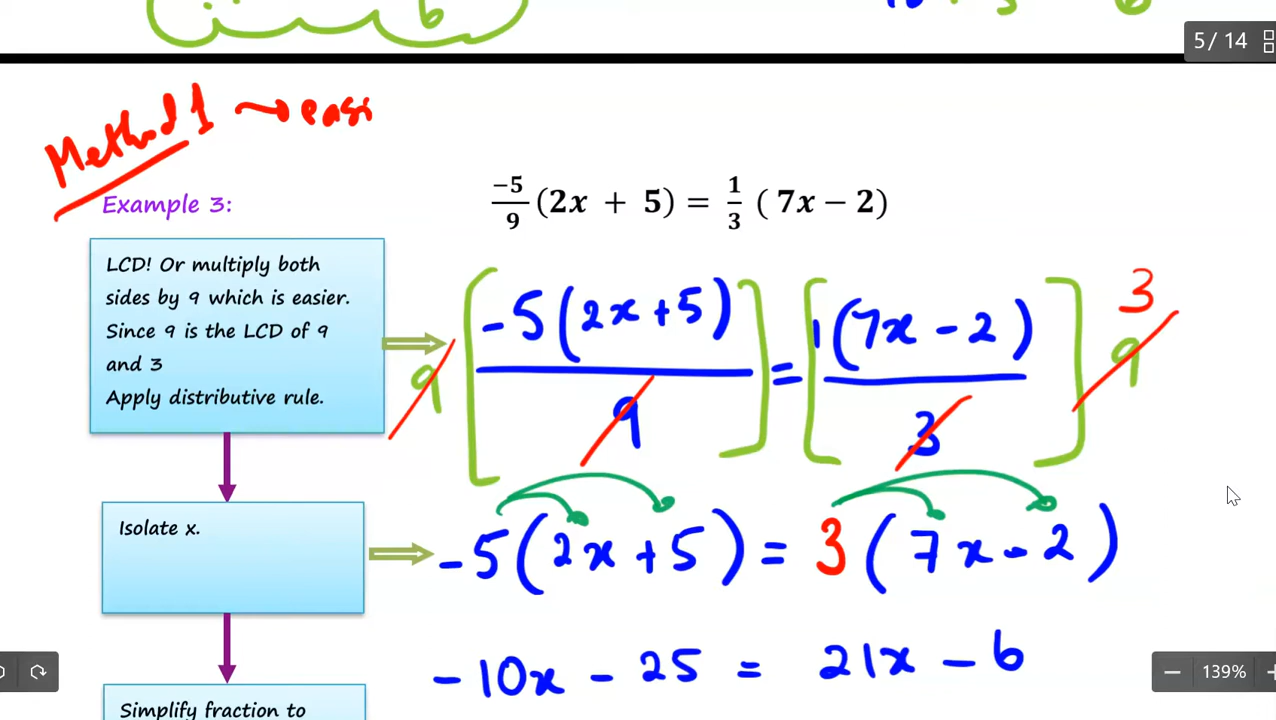 b
5 / 14
Method 1 → easi
Example 3:
-5/9 (2x + 5) = 1/3 ( 7x − 2)
LCD! Or multiply both
sides by 9 which is easier.
Since 9 is the LCD of 9
and 3
Apply distributive rule.
9 [ -5(2x+5) / 9 ] = [ 1(7x − 2) / 3 ] 9 3
Isolate x.
-5(2x+5) = 3(7x-2)
-10x - 25 = 21x - 6
139%
Simplify fraction to